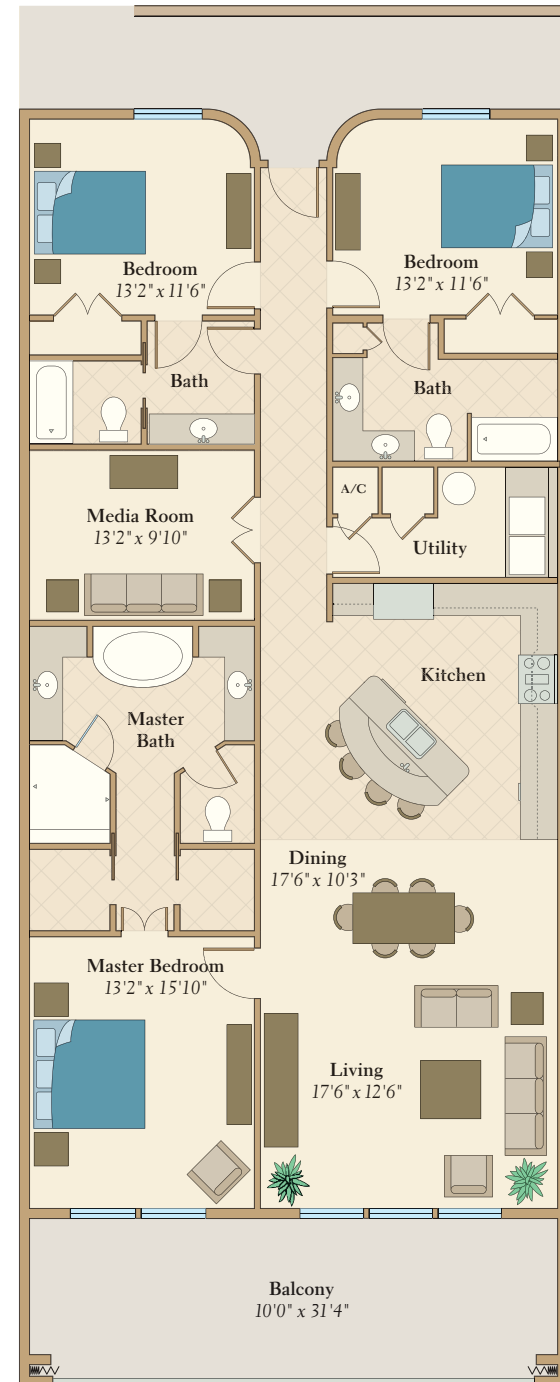 Bedroom
13'2" x 11'6"
Bedroom
13'2" x 11'6"
Bath
Bath
A/C
Media Room
13'2" x 9'10"
Utility
Kitchen
Master
Bath
Dining
17'6" x 10'3"
Master Bedroom
13'2" x 15'10"
Living
17'6" x 12'6"
Balcony
10'0" x 31'4"